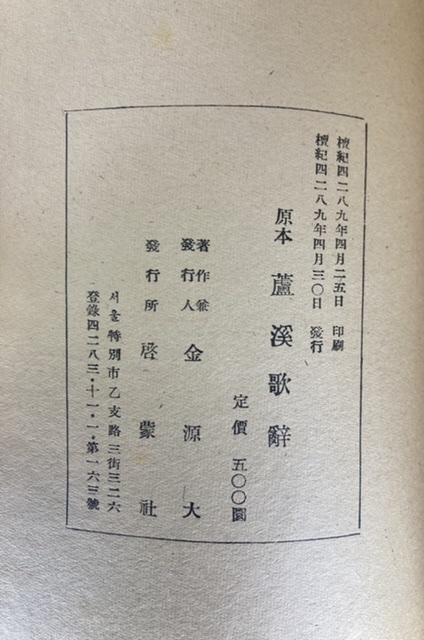 檀紀四二八九年四月二五日 印刷
檀紀四二八九年四月三〇日 發行
原本 蘆溪歌辭
定價 五〇〇圜
著作兼
發行人 金源大
發行所 啓蒙社
서울特別市乙支路三街三二六
登錄四二八三·十一·一·第一六三號